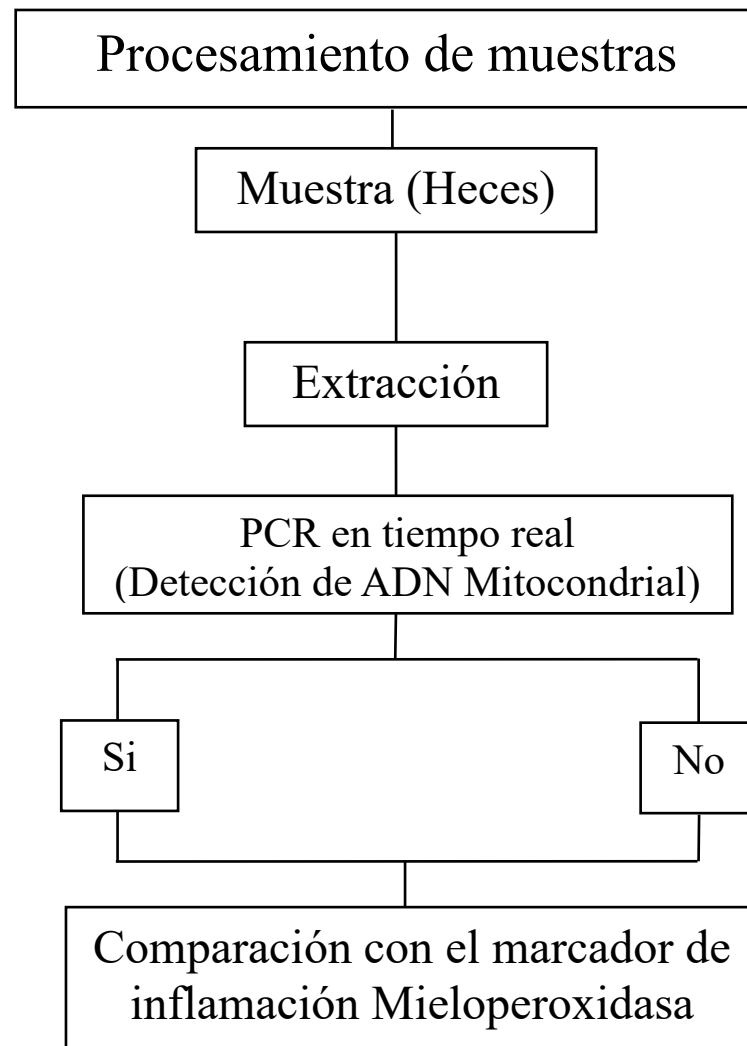 Procesamiento de muestras
Muestra (Heces)
Extracción
PCR en tiempo real
(Detección de ADN Mitocondrial)
Si
No
Comparación con el marcador de
inflamación Mieloperoxidasa